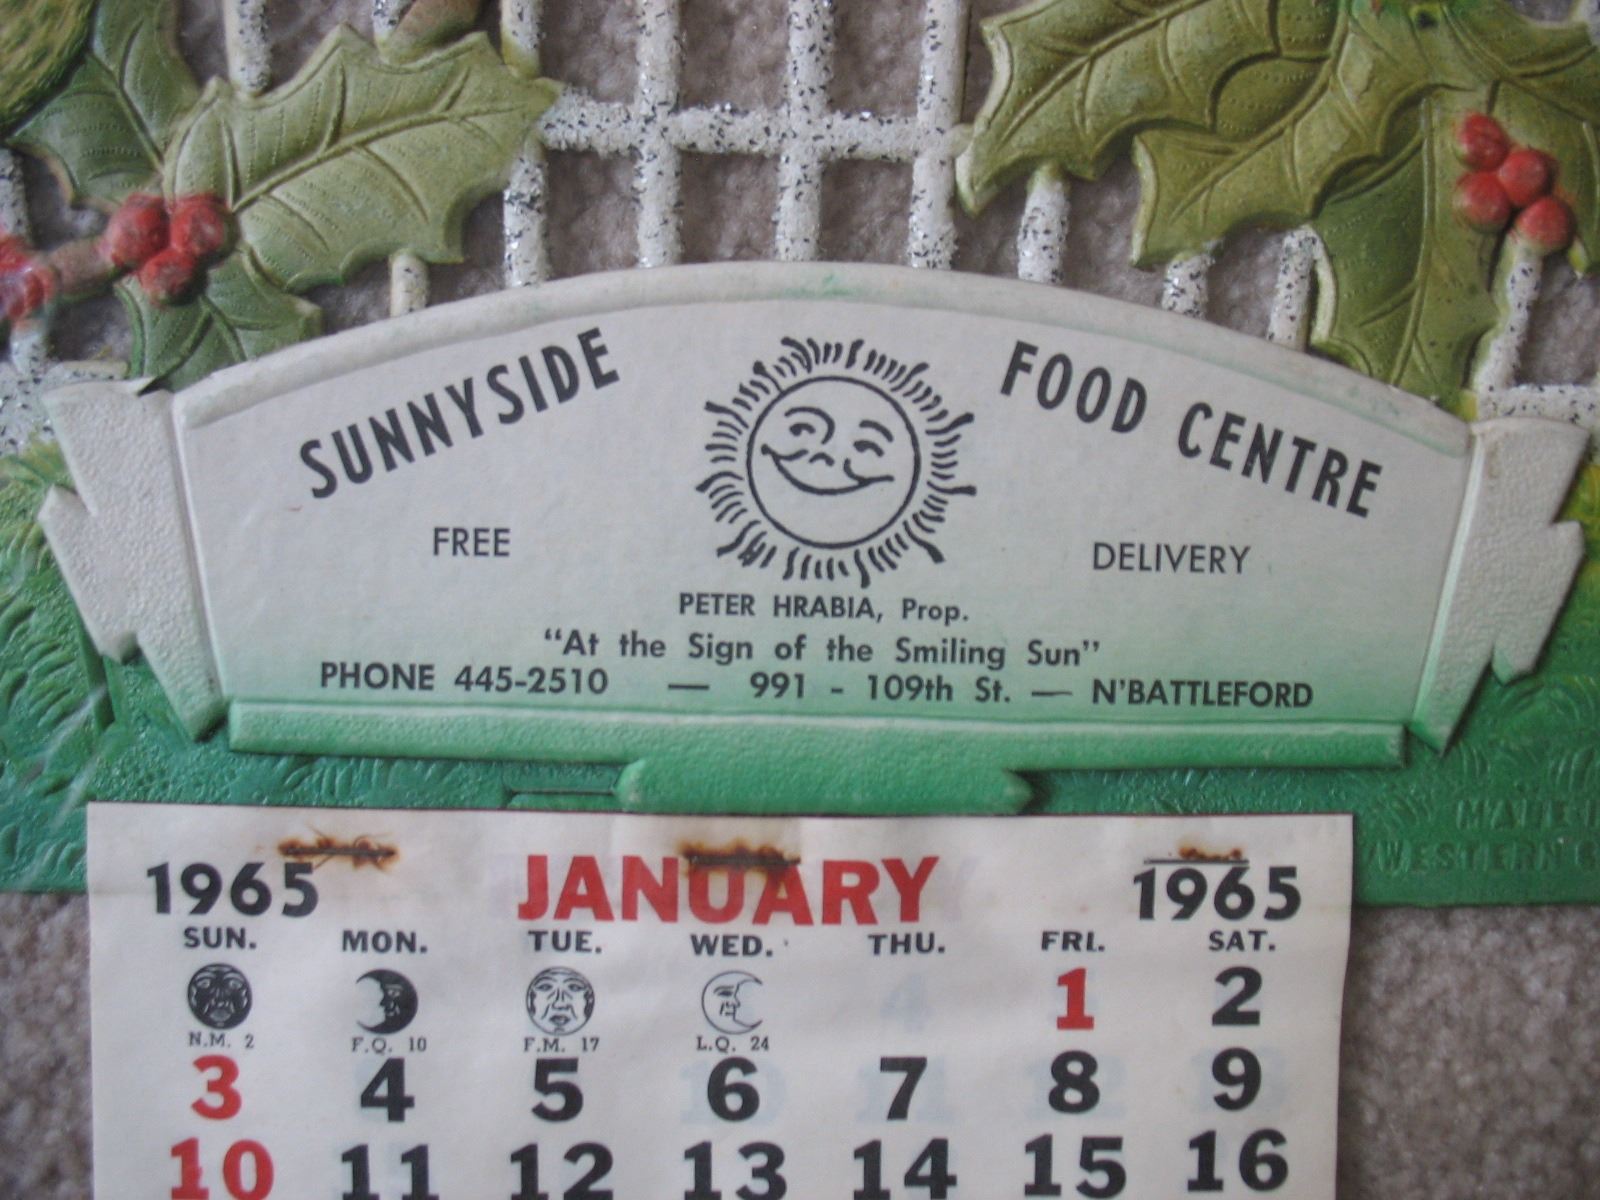 SUNNYSIDE FOOD CENTRE
FREE DELIVERY
PETER HRABIA, Prop.
"At the Sign of the Smiling Sun"
PHONE 445-2510 — 991 - 109th St. — N'BATTLEFORD
WESTERN
1965 JANUARY 1965
SUN. MON. TUE. WED. THU. FRI. SAT.
1 2
N.M. 2 F.Q. 10 F.M. 17 L.Q. 24
3 4 5 6 7 8 9
10 11 12 13 14 15 16